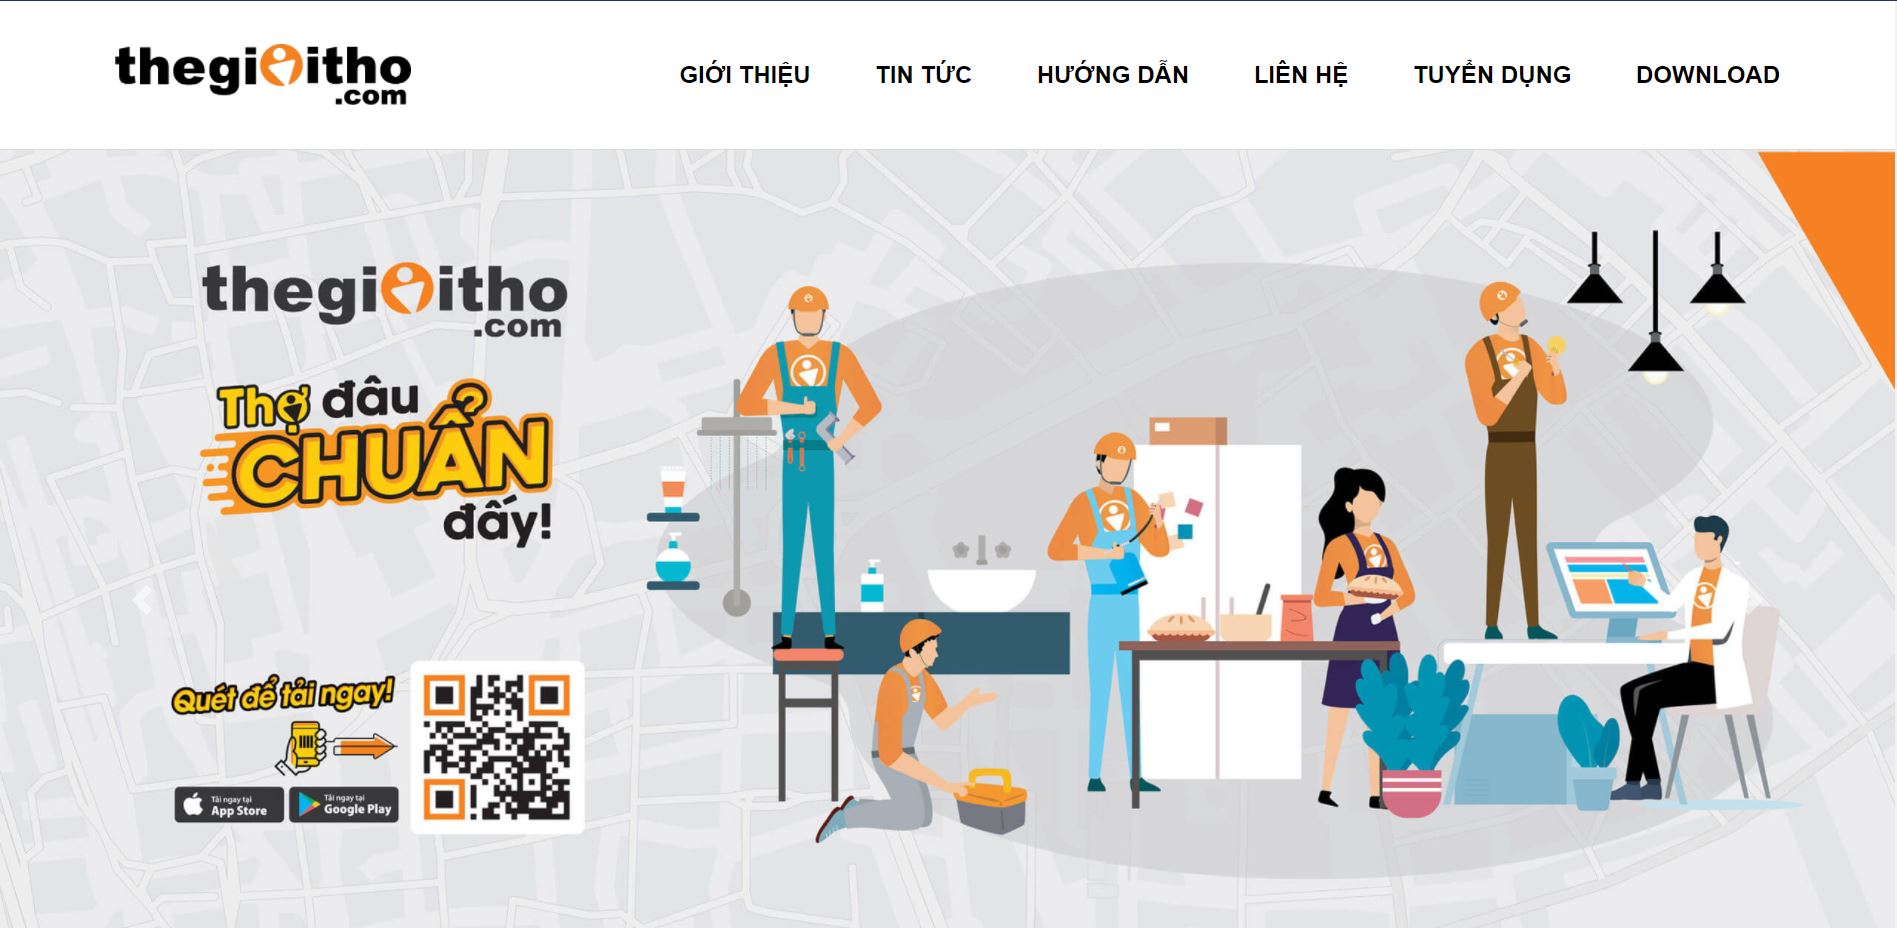 thegioitho
.com
GIỚI THIỆU
TIN TỨC
HƯỚNG DẪN
LIÊN HỆ
TUYỂN DỤNG
DOWNLOAD
thegioitho
.com
Thợ đâu
CHUẨN
đấy!
Quét để tải ngay!
Tải ngay tại
App Store
Tải ngay tại
Google Play